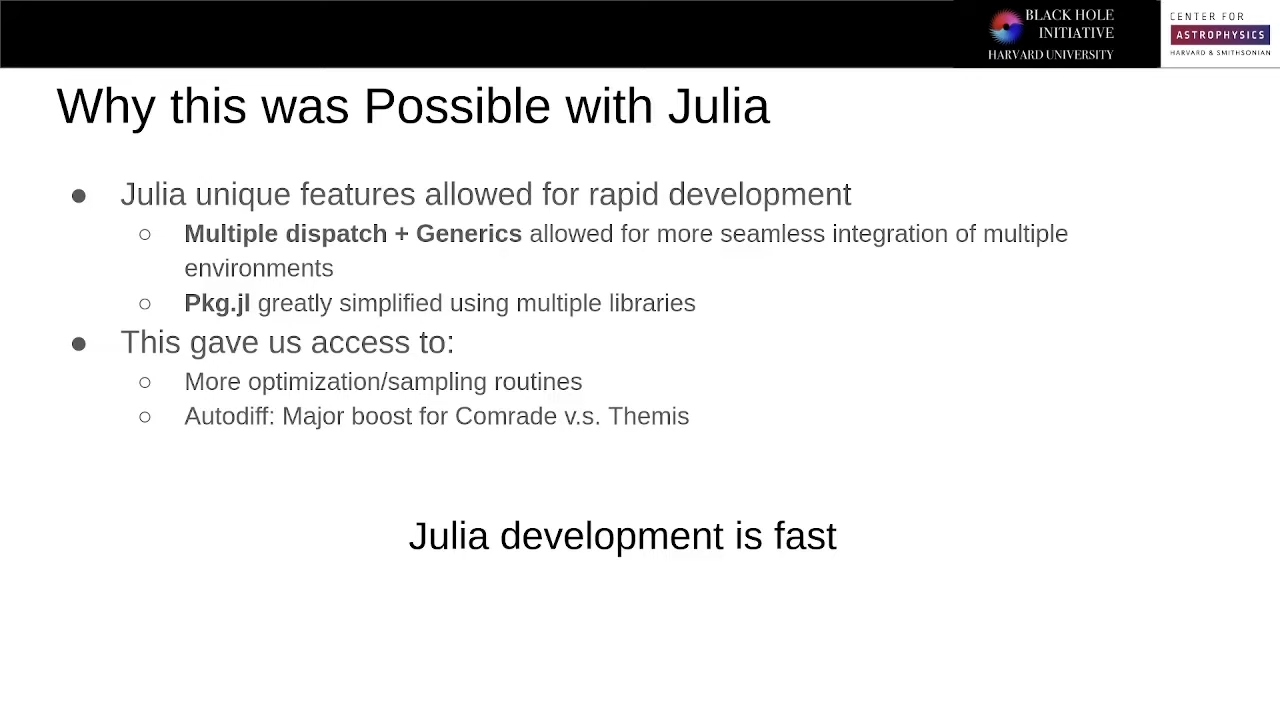 BLACK HOLE
INITIATIVE
HARVARD UNIVERSITY
CENTER FOR
ASTROPHYSICS
HARVARD & SMITHSONIAN
Why this was Possible with Julia
● Julia unique features allowed for rapid development
○ Multiple dispatch + Generics allowed for more seamless integration of multiple
environments
○ Pkg.jl greatly simplified using multiple libraries
● This gave us access to:
○ More optimization/sampling routines
○ Autodiff: Major boost for Comrade v.s. Themis
Julia development is fast